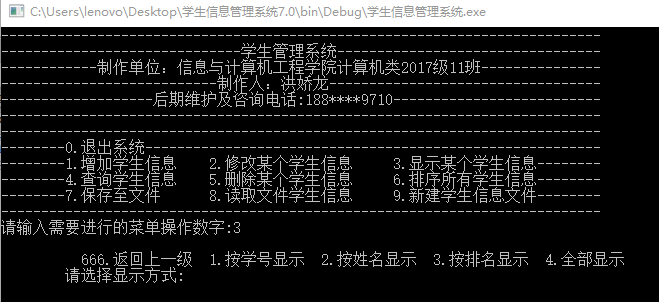 C:\Users\lenovo\Desktop\学生信息管理系统7.0\bin\Debug\学生信息管理系统.exe
学生管理系统
制作单位：信息与计算机工程学院计算机类2017级11班
制作人：洪娇龙
后期维护及咨询电话:188****9710
0.退出系统
1.增加学生信息 2.修改某个学生信息 3.显示某个学生信息
4.查询学生信息 5.删除某个学生信息 6.排序所有学生信息
7.保存至文件 8.读取文件学生信息 9.新建学生信息文件
请输入需要进行的菜单操作数字:3
666.返回上一级 1.按学号显示 2.按姓名显示 3.按排名显示 4.全部显示
请选择显示方式: